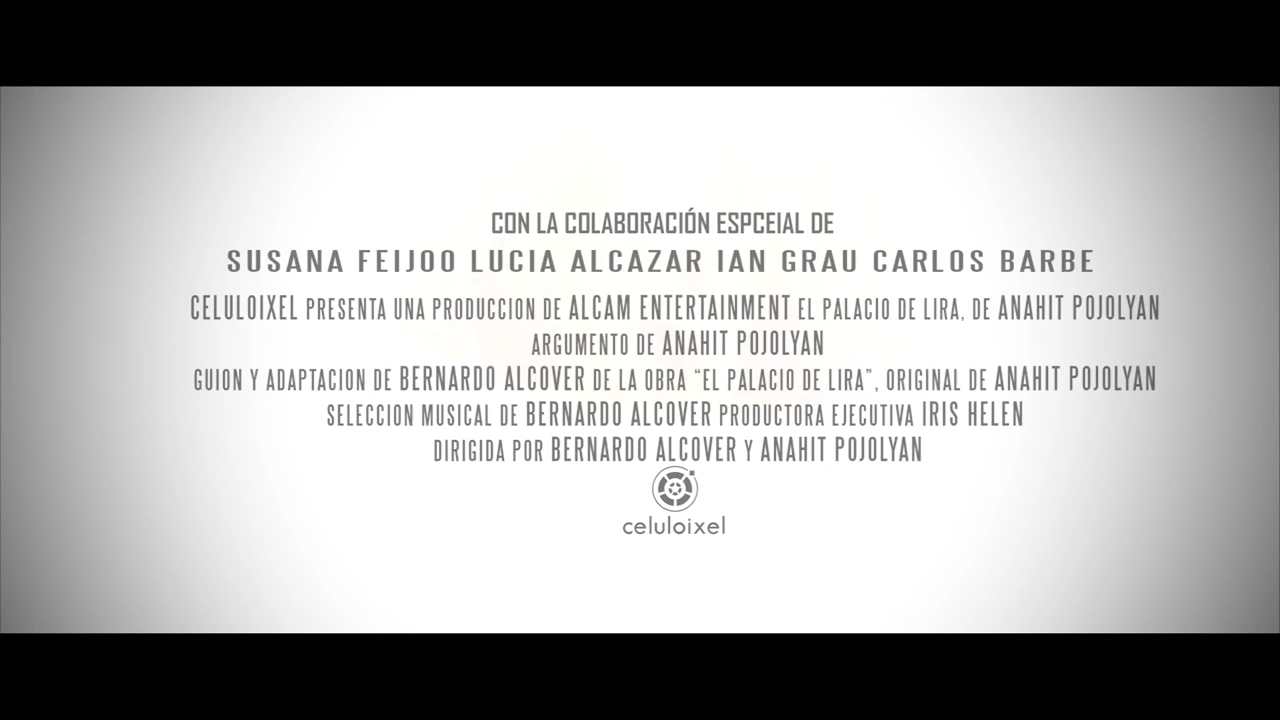 CON LA COLABORACIÓN ESPCEIAL DE
SUSANA FEIJOO LUCIA ALCAZAR IAN GRAU CARLOS BARBE
CELULOIXEL PRESENTA UNA PRODUCCION DE ALCAM ENTERTAINMENT EL PALACIO DE LIRA, DE ANAHIT POJOLYAN
ARGUMENTO DE ANAHIT POJOLYAN
GUION Y ADAPTACION DE BERNARDO ALCOVER DE LA OBRA “EL PALACIO DE LIRA”, ORIGINAL DE ANAHIT POJOLYAN
SELECCION MUSICAL DE BERNARDO ALCOVER PRODUCTORA EJECUTIVA IRIS HELEN
DIRIGIDA POR BERNARDO ALCOVER Y ANAHIT POJOLYAN
celuloixel